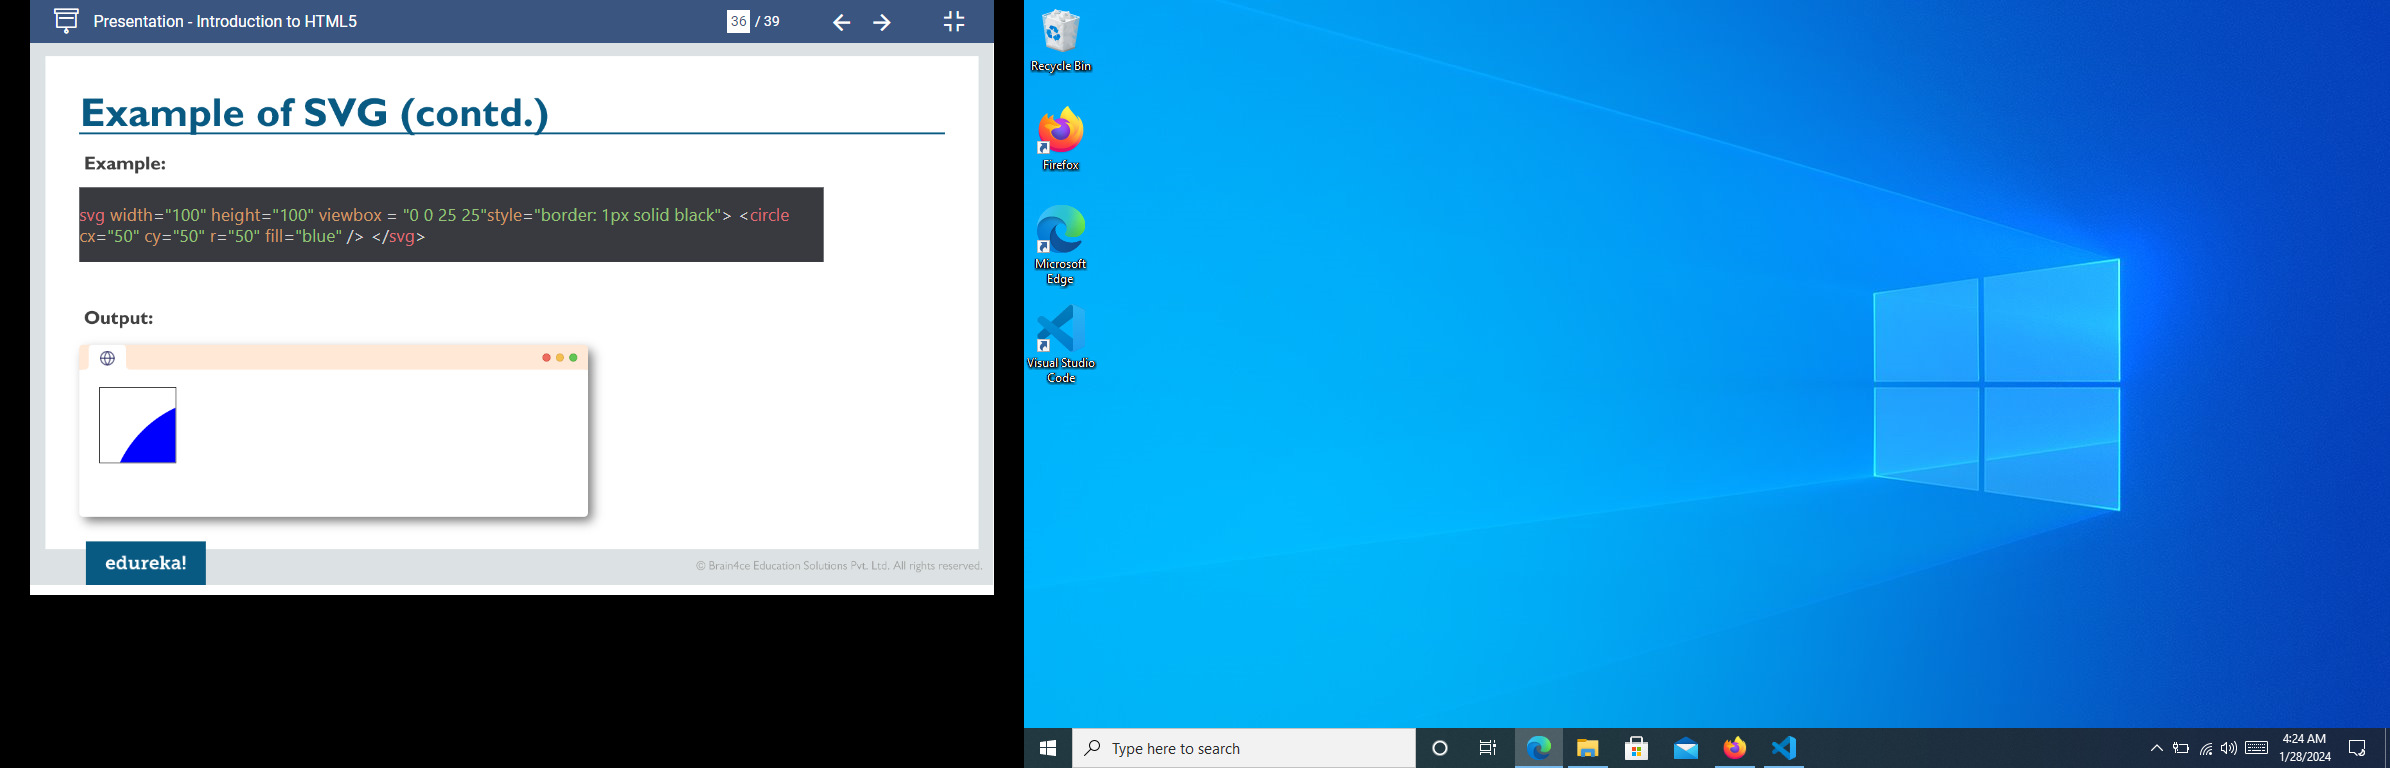 Presentation - Introduction to HTML5
36 / 39
Example of SVG (contd.)
Example:
svg width="100" height="100" viewbox = "0 0 25 25"style="border: 1px solid black"> <circle
cx="50" cy="50" r="50" fill="blue" /> </svg>
Output:
edureka!
© Brain4ce Education Solutions Pvt. Ltd. All rights reserved.
Recycle Bin
Firefox
Microsoft
Edge
Visual Studio
Code
Type here to search
4:24 AM
1/28/2024